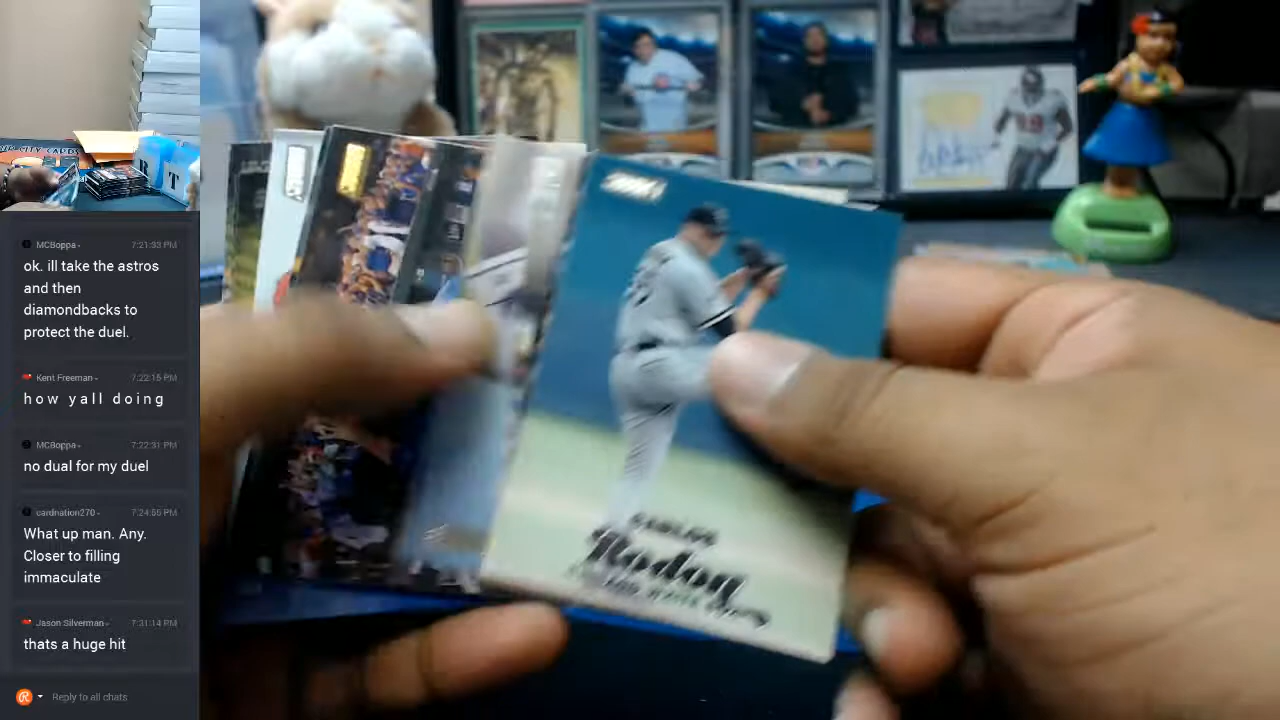 MCBoppa
7:21:33 PM
ok. ill take the astros
and then
diamondbacks to
protect the duel.
Kent Freeman
7:22:15 PM
how yall doing
MCBoppa
7:22:31 PM
no dual for my duel
cardnation270
7:24:55 PM
What up man. Any.
Closer to filling
immaculate
Jason Silverman
7:31:14 PM
thats a huge hit
Reply to all chats
CARLOS
Rodon